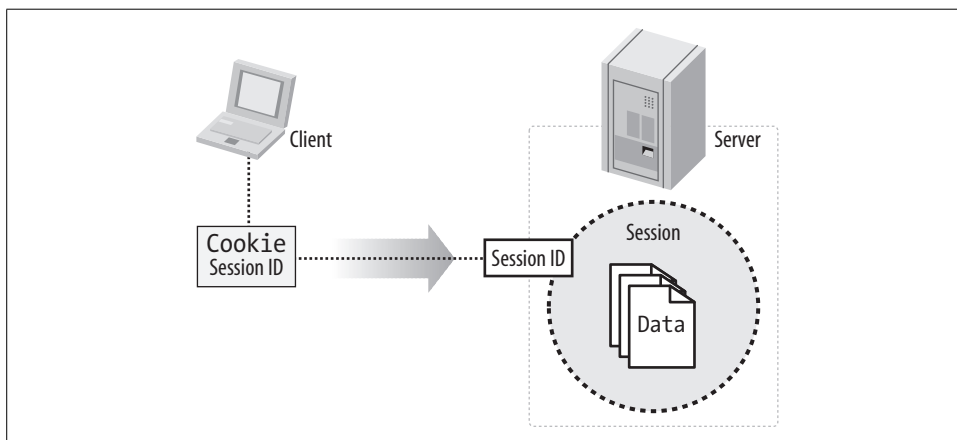 Client
Server
Cookie
Session ID
Session ID
Session
Data